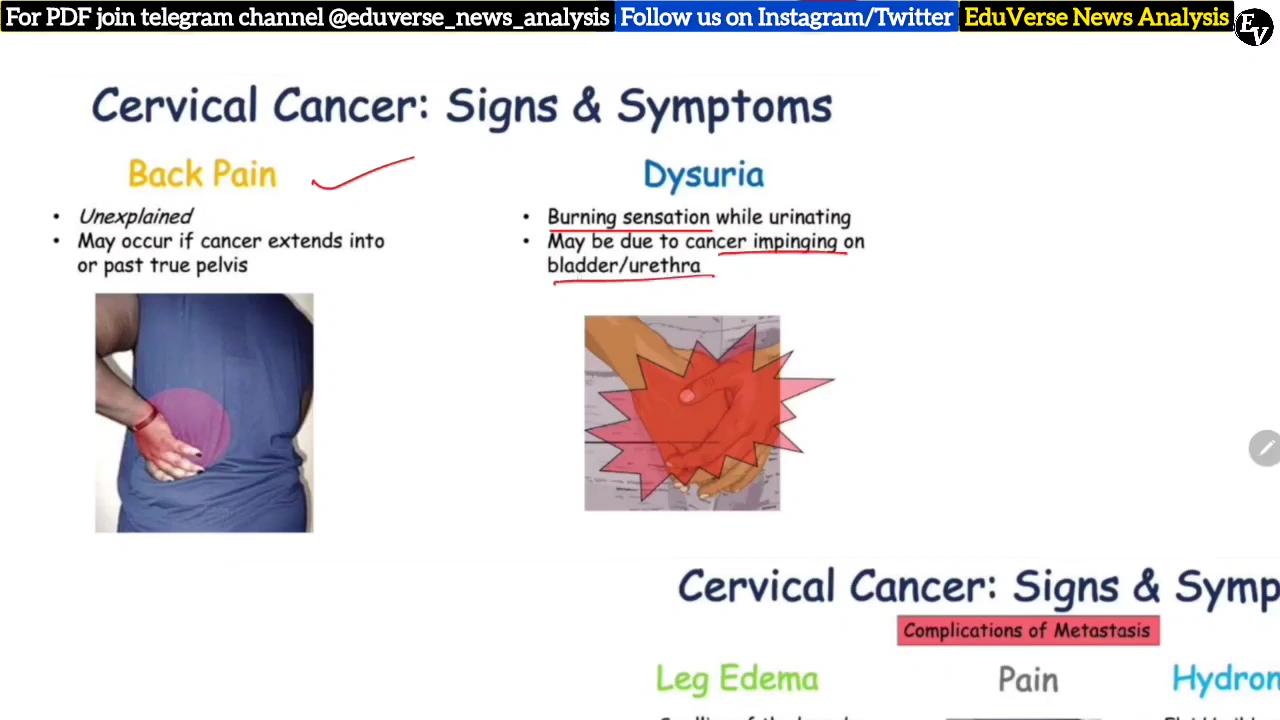 For PDF join telegram channel @eduverse_news_analysis Follow us on Instagram/Twitter EduVerse News Analysis EV
Cervical Cancer: Signs & Symptoms
Back Pain
• Unexplained
• May occur if cancer extends into
or past true pelvis
Dysuria
• Burning sensation while urinating
• May be due to cancer impinging on
bladder/urethra
Cervical Cancer: Signs & Symp
Complications of Metastasis
Leg Edema
Pain
Hydron